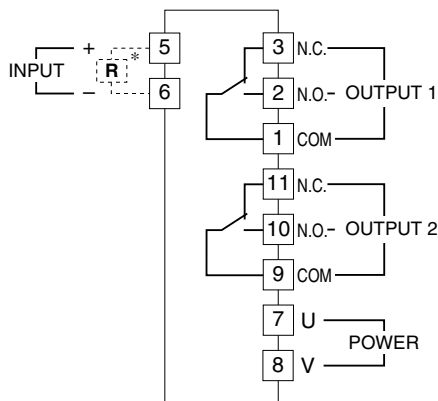 5 3 N.C.
+ *
INPUT R 2 N.O.- OUTPUT 1
– 6
1 COM
11 N.C.
10 N.O.- OUTPUT 2
9 COM
7 U
POWER
8 V